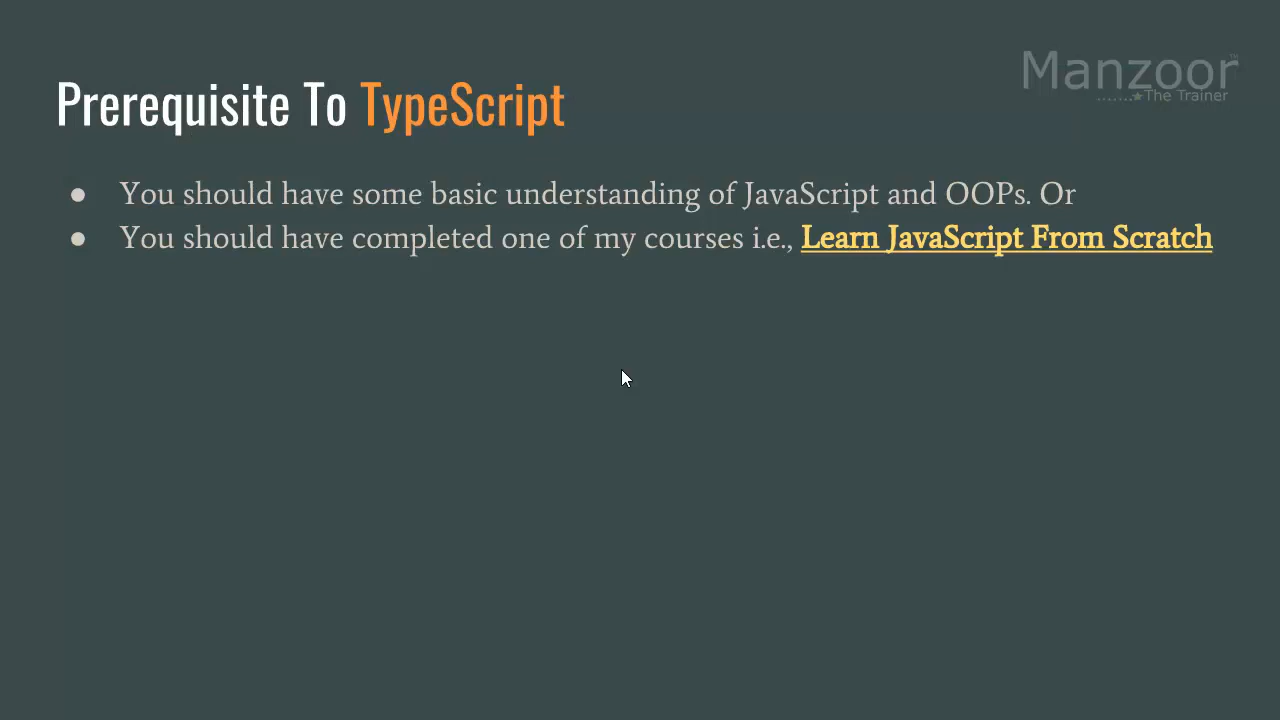 Manzoor™
.......★The Trainer
Prerequisite To TypeScript
● You should have some basic understanding of JavaScript and OOPs. Or
● You should have completed one of my courses i.e., Learn JavaScript From Scratch